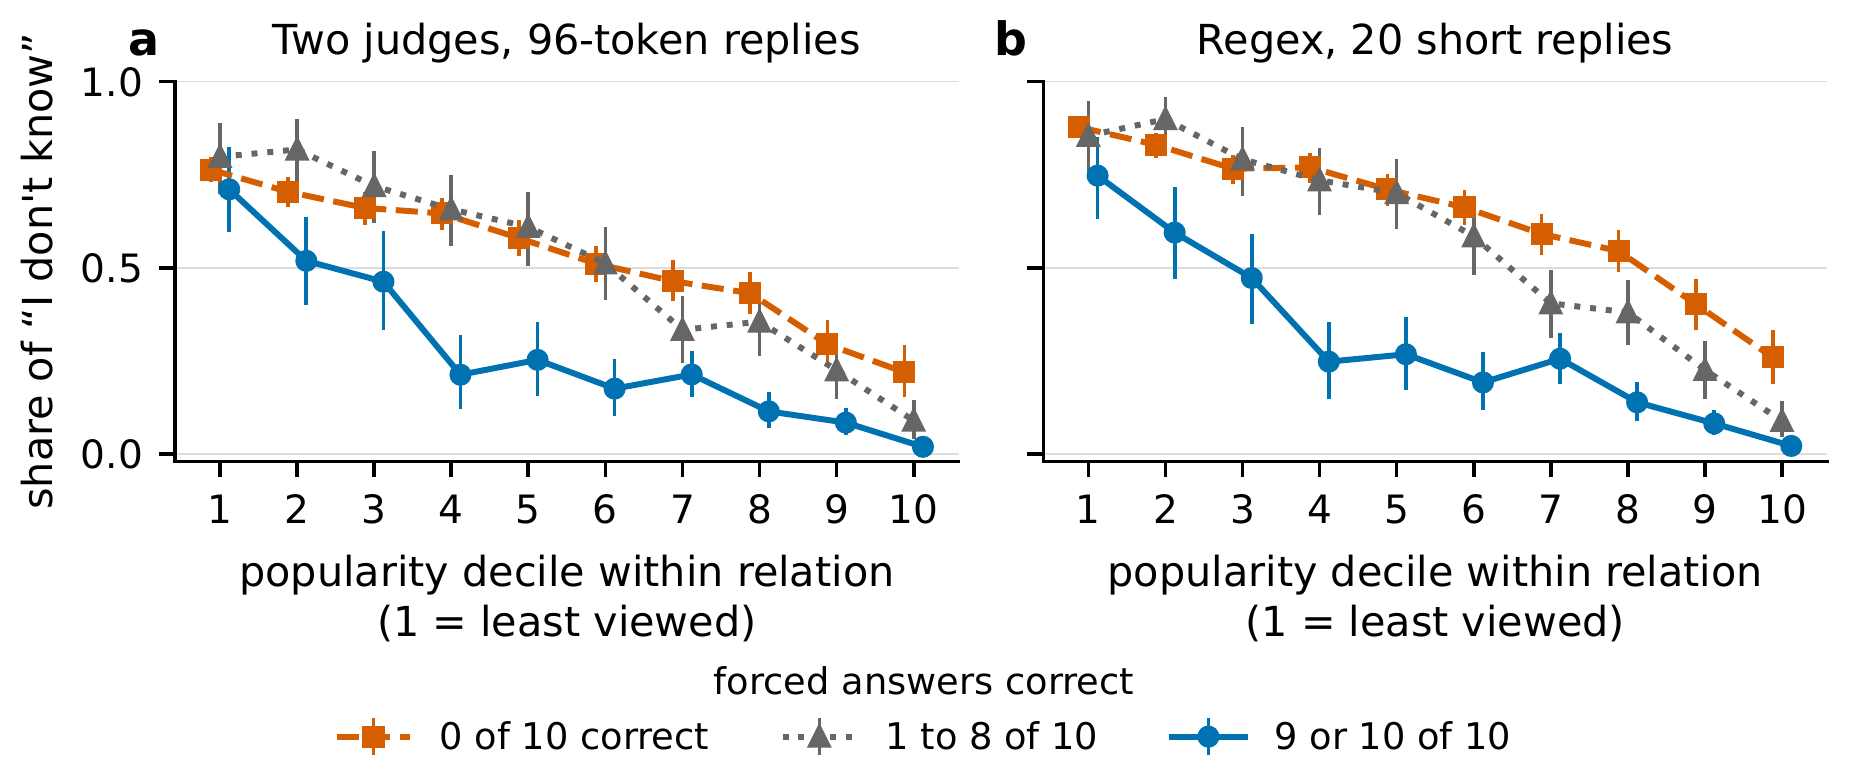 a Two judges, 96-token replies
b Regex, 20 short replies
share of “I don't know”
1.0
0.5
0.0
1 2 3 4 5 6 7 8 9 10
1 2 3 4 5 6 7 8 9 10
popularity decile within relation
(1 = least viewed)
popularity decile within relation
(1 = least viewed)
forced answers correct
0 of 10 correct
1 to 8 of 10
9 or 10 of 10